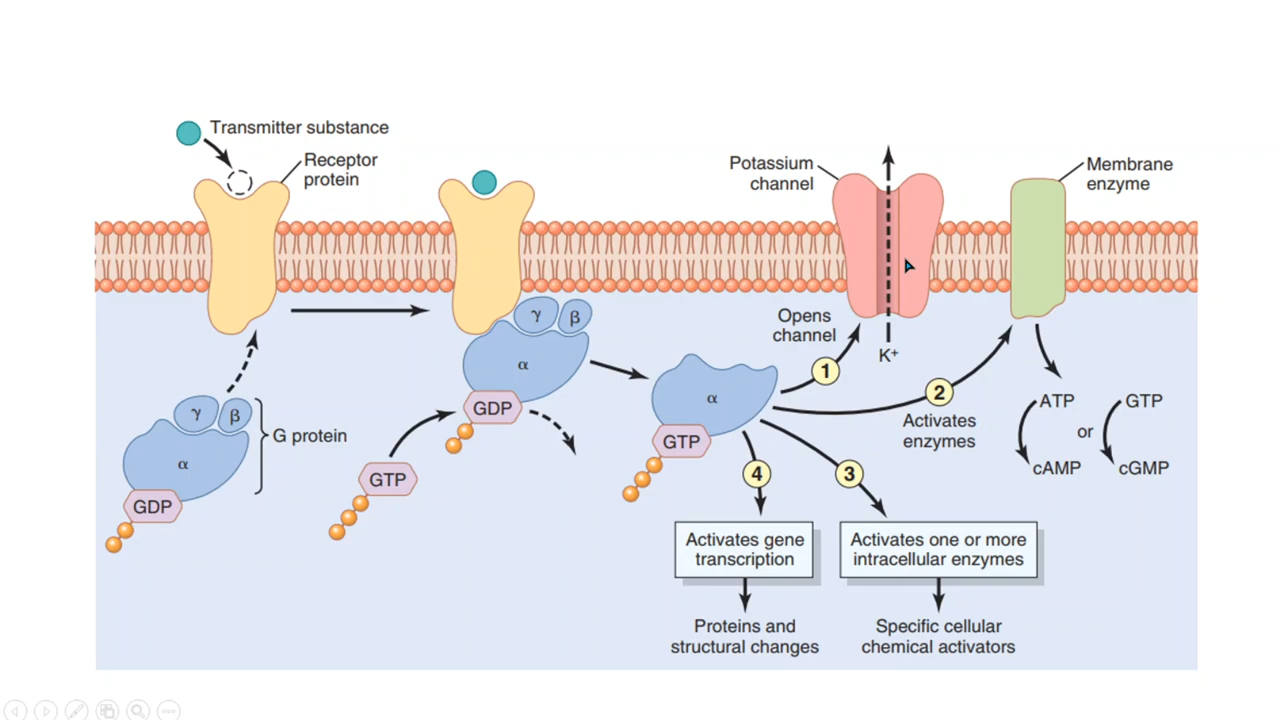 Transmitter substance
Receptor
protein
γ
β
α
G protein
GDP
GTP
γ
β
α
GDP
α
GTP
Potassium
channel
Opens
channel
1
K⁺
Membrane
enzyme
2
Activates
enzymes
ATP
or
GTP
cAMP
cGMP
4
3
Activates gene
transcription
Activates one or more
intracellular enzymes
Proteins and
structural changes
Specific cellular
chemical activators